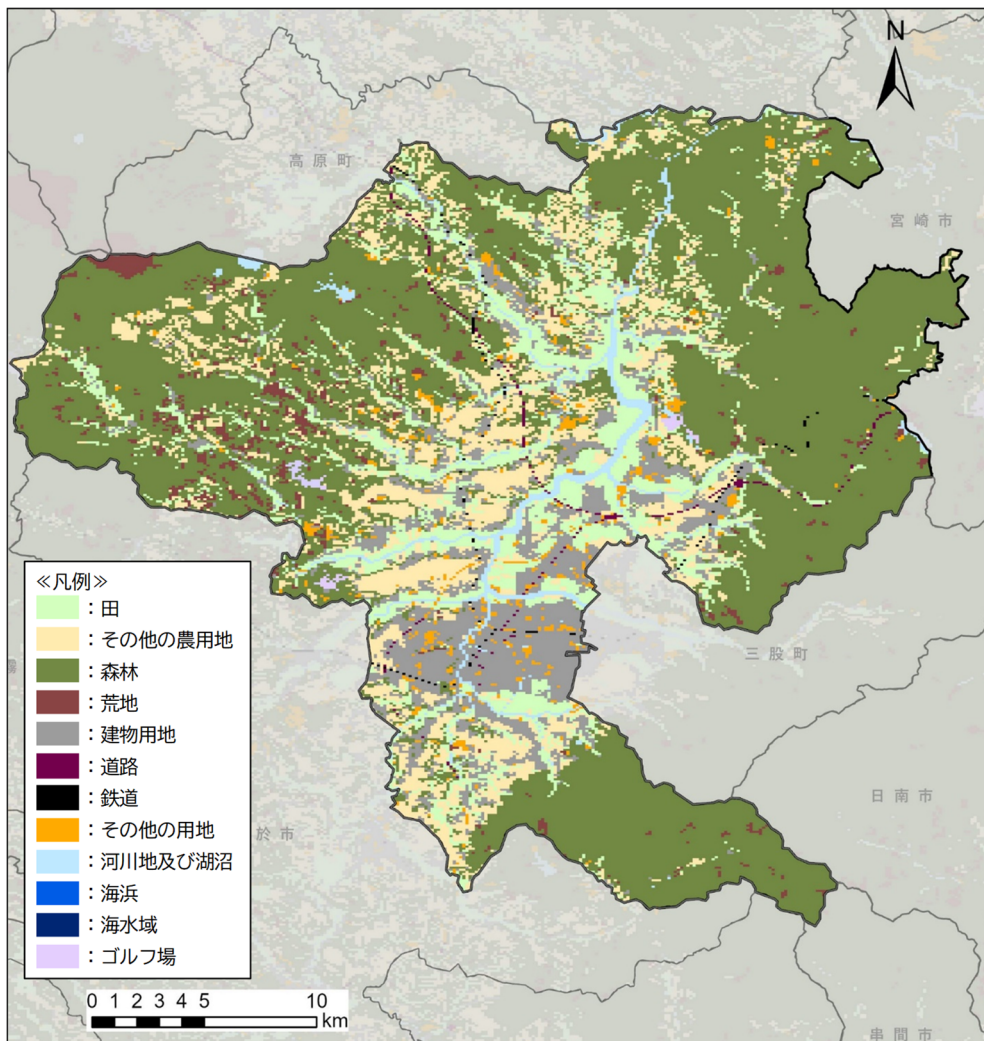 N
高原町
宮崎市
≪凡例≫
：田
：その他の農用地
：森林
：荒地
：建物用地
：道路
：鉄道
：その他の用地
：河川地及び湖沼
：海浜
：海水域
：ゴルフ場
三股町
日南市
於市
串間市
0 1 2 3 4 5 10
km